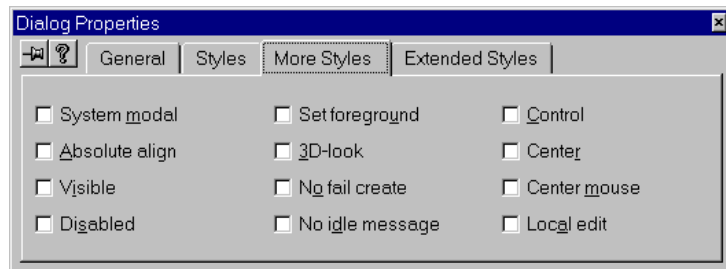 Dialog Properties
? General Styles More Styles Extended Styles
System modal Set foreground Control
Absolute align 3D-look Center
Visible No fail create Center mouse
Disabled No idle message Local edit